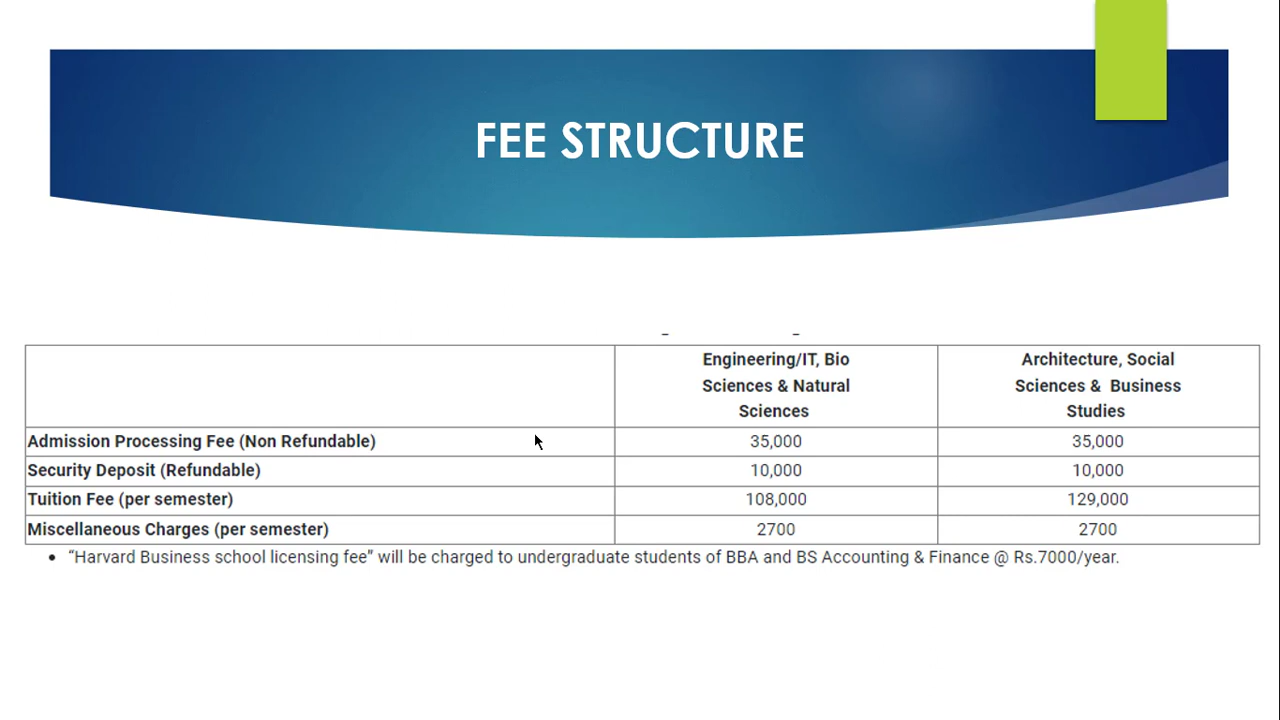 FEE STRUCTURE
Engineering/IT, Bio Sciences & Natural Sciences
Architecture, Social Sciences &  Business Studies
Admission Processing Fee (Non Refundable) 35,000 35,000
Security Deposit (Refundable) 10,000 10,000
Tuition Fee (per semester) 108,000 129,000
Miscellaneous Charges (per semester) 2700 2700
• “Harvard Business school licensing fee” will be charged to undergraduate students of BBA and BS Accounting & Finance @ Rs.7000/year.